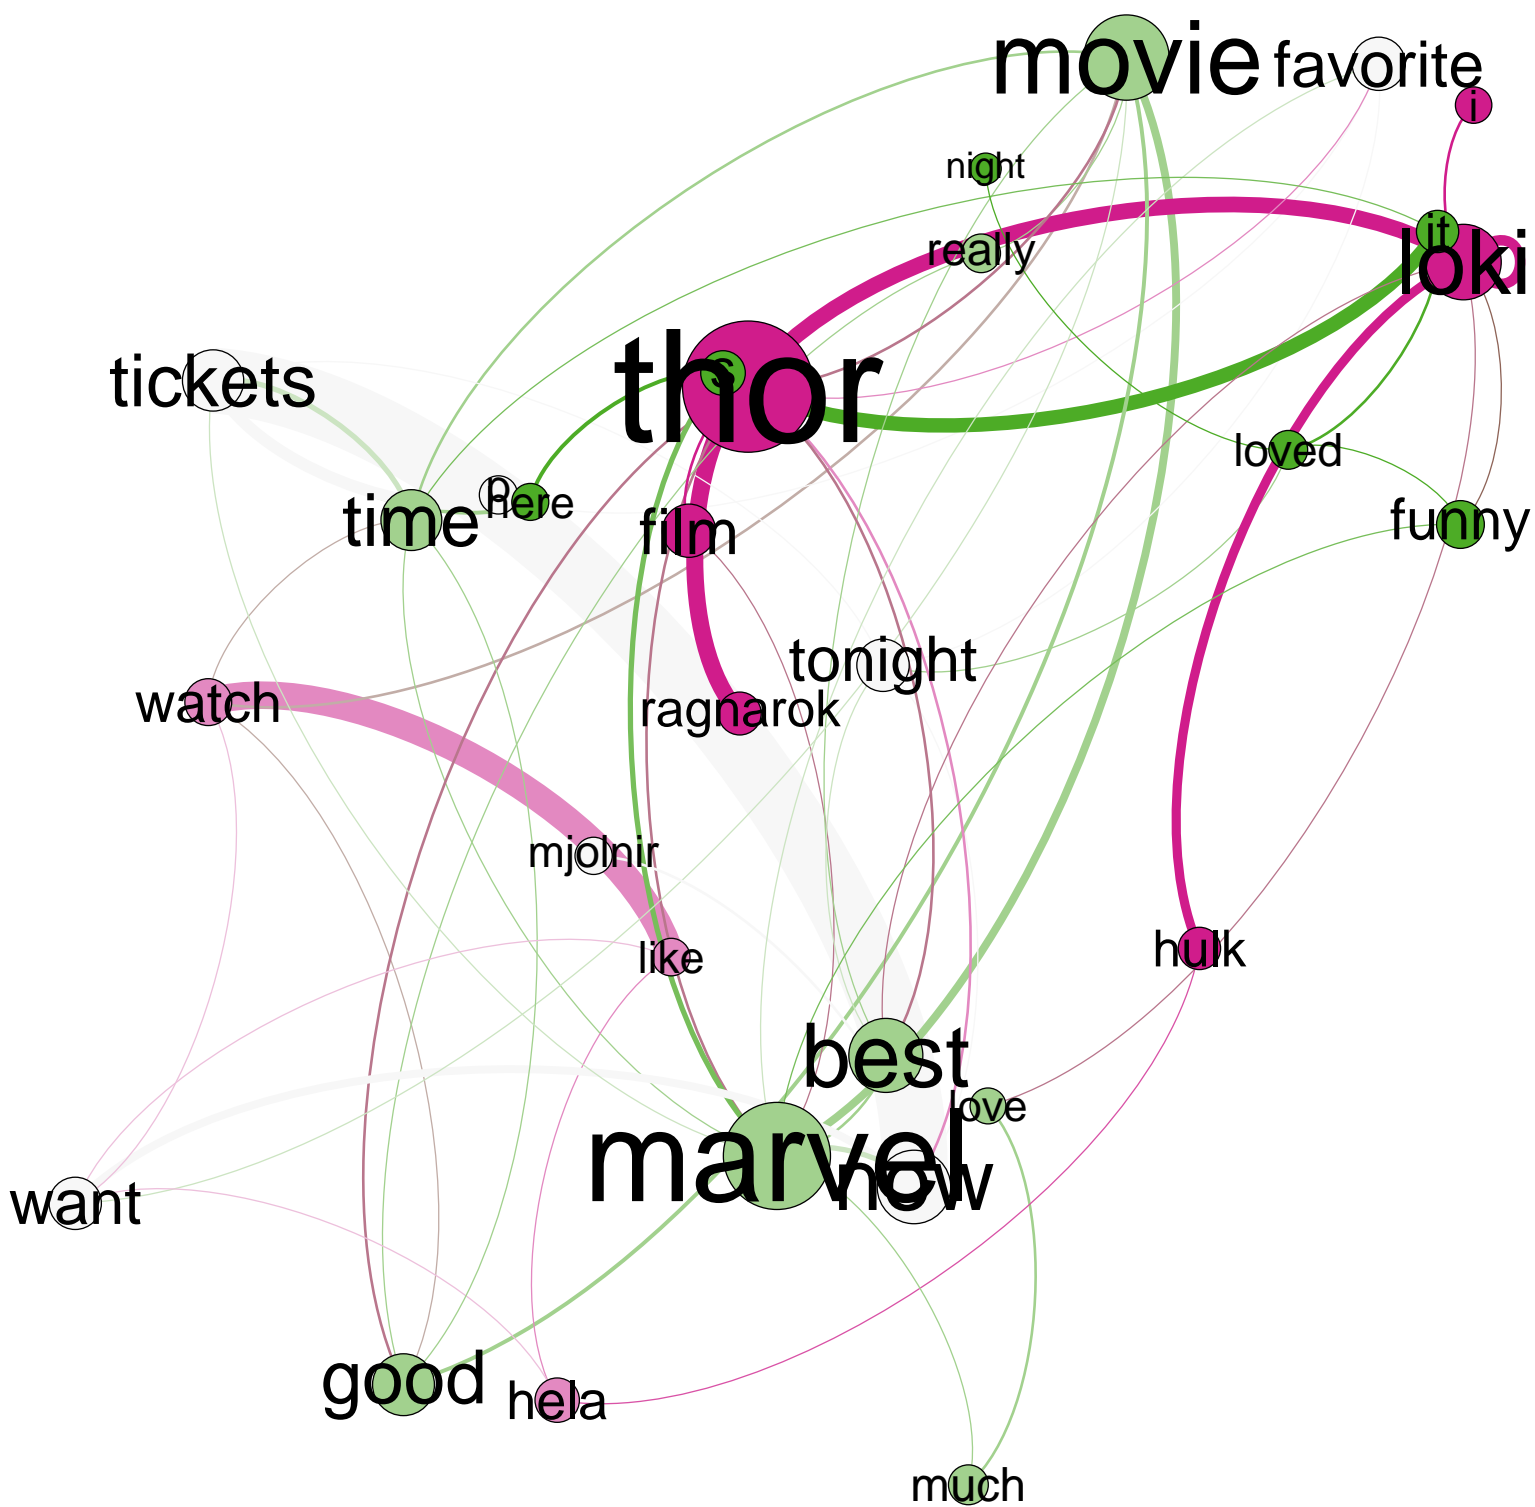 movie
favorite
i
night
it
really
loki
s
thor
tickets
loved
p
here
time
funny
film
tonight
watch
ragnarok
mjolnir
hulk
like
best
love
marvel
new
want
good
hela
much